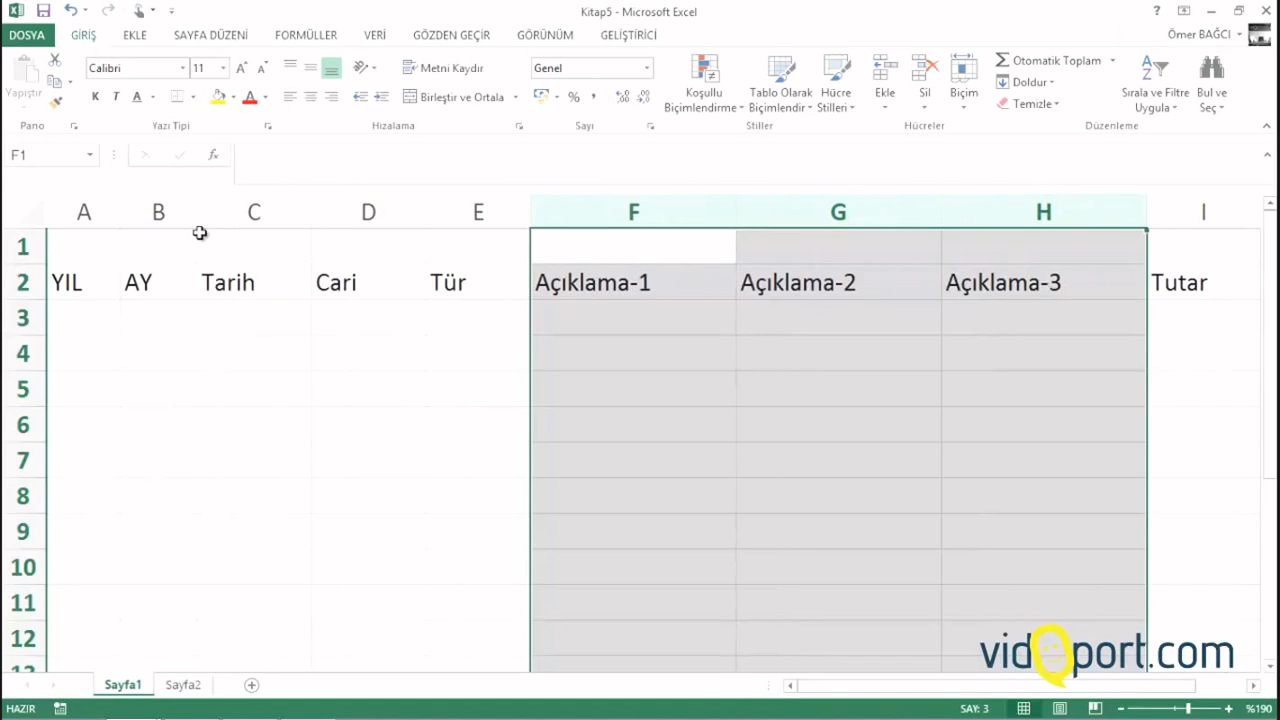 Kitap5 - Microsoft Excel
DOSYA GİRİŞ EKLE SAYFA DÜZENİ FORMÜLLER VERİ GÖZDEN GEÇİR GÖRÜNÜM GELİŞTİRİCİ Ömer BAĞCI
Yapıştır
Calibri 11
K T A
Metni Kaydır
Birleştir ve Ortala
Genel
Koşullu Biçimlendirme
Tablo Olarak Biçimlendir
Hücre Stilleri
Ekle
Sil
Biçim
Otomatik Toplam
Doldur
Temizle
Sırala ve Filtre Uygula
Bul ve Seç
Pano Yazı Tipi Hizalama Sayı Stiller Hücreler Düzenleme
F1 fx
A B C D E F G H I
1
2 YIL AY Tarih Cari Tür Açıklama-1 Açıklama-2 Açıklama-3 Tutar
3
4
5
6
7
8
9
10
11
12
13
vidoport.com
Sayfa1 Sayfa2
HAZIR SAY: 3 %190